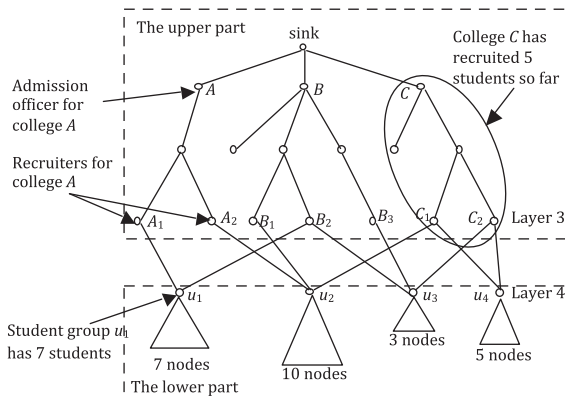 The upper part
sink
College C has
recruited 5
students so far
Admission
officer for
college A
A
B
C
Recruiters for
college A
A1
A2
B1
B2
B3
C1
C2
Layer 3
Layer 4
u1
u2
u3
u4
Student group u1
has 7 students
7 nodes
10 nodes
3 nodes
5 nodes
The lower part